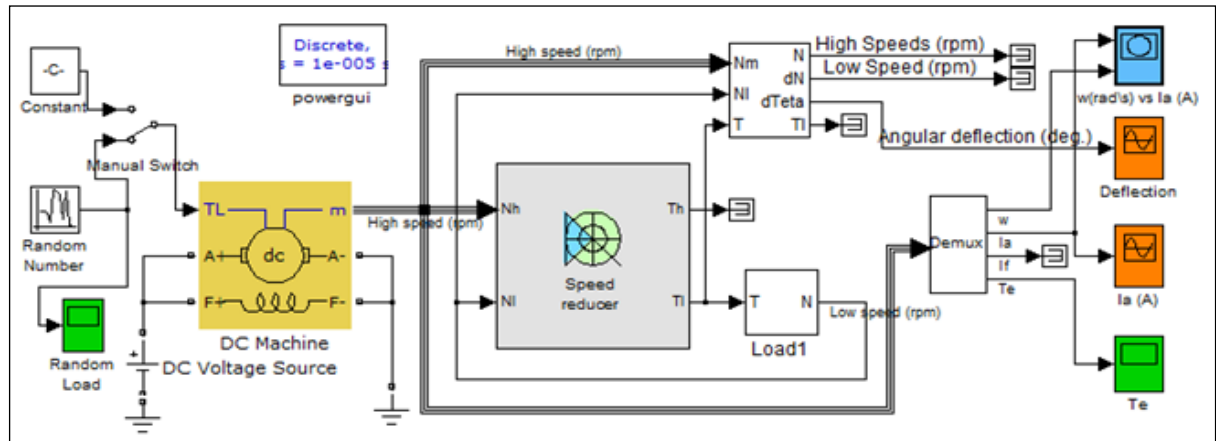 Discrete,
s = 1e-005 s
powergui
-C-
Constant
Manual Switch
Random
Number
Random
Load
TL
m
A+
dc
A-
F+
F-
DC Machine
DC Voltage Source
+
High speed (rpm)
High speed (rpm)
Nh
Nl
Th
Tl
Speed
reducer
Nm
Nl
T
N
dN
dTeta
Tl
High Speeds (rpm)
Low Speed (rpm)
Angular deflection (deg.)
T
N
Load1
Low speed (rpm)
Demux
w
Ia
If
Te
w(rad\s) vs Ia (A)
Deflection
Ia (A)
Te